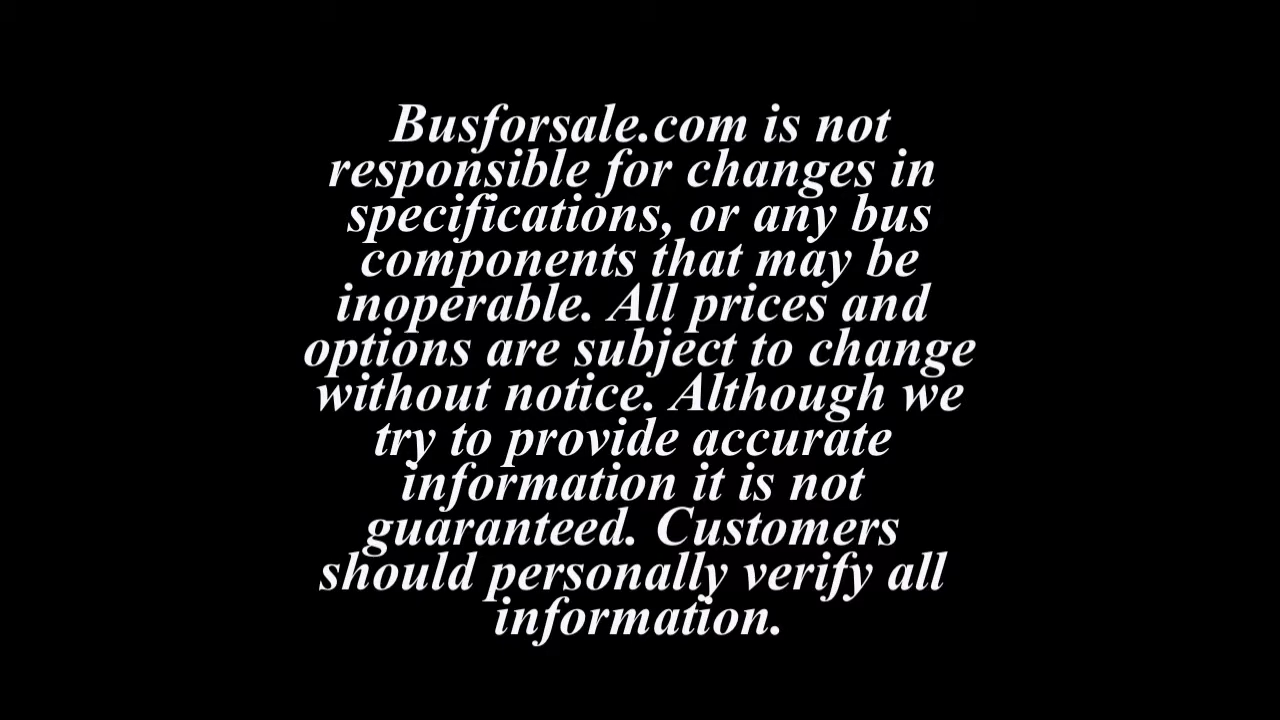 Busforsale.com is not
responsible for changes in
specifications, or any bus
components that may be
inoperable. All prices and
options are subject to change
without notice. Although we
try to provide accurate
information it is not
guaranteed. Customers
should personally verify all
information.